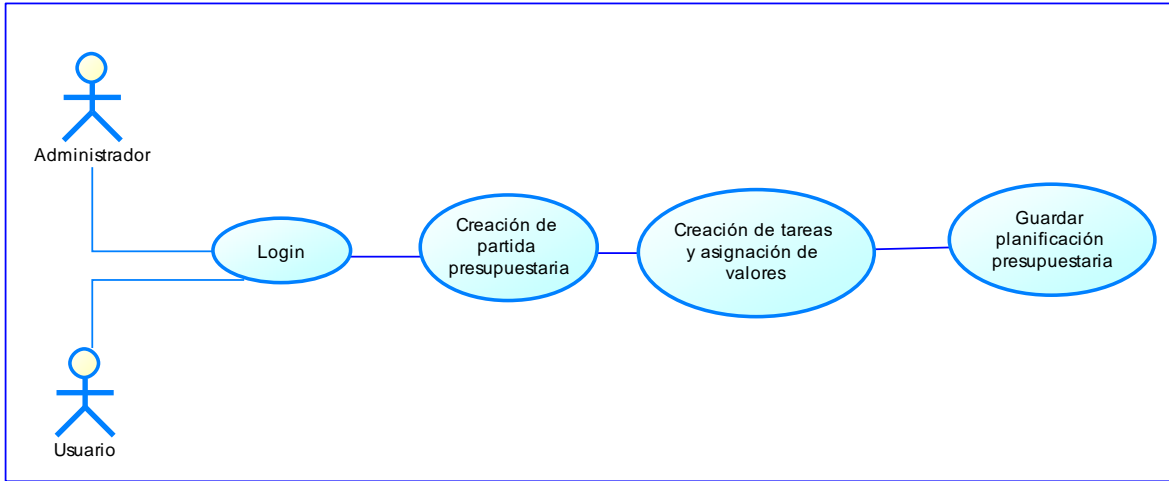 Administrador
Login
Creación de
partida
presupuestaria
Creación de tareas
y asignación de
valores
Guardar
planificación
presupuestaria
Usuario